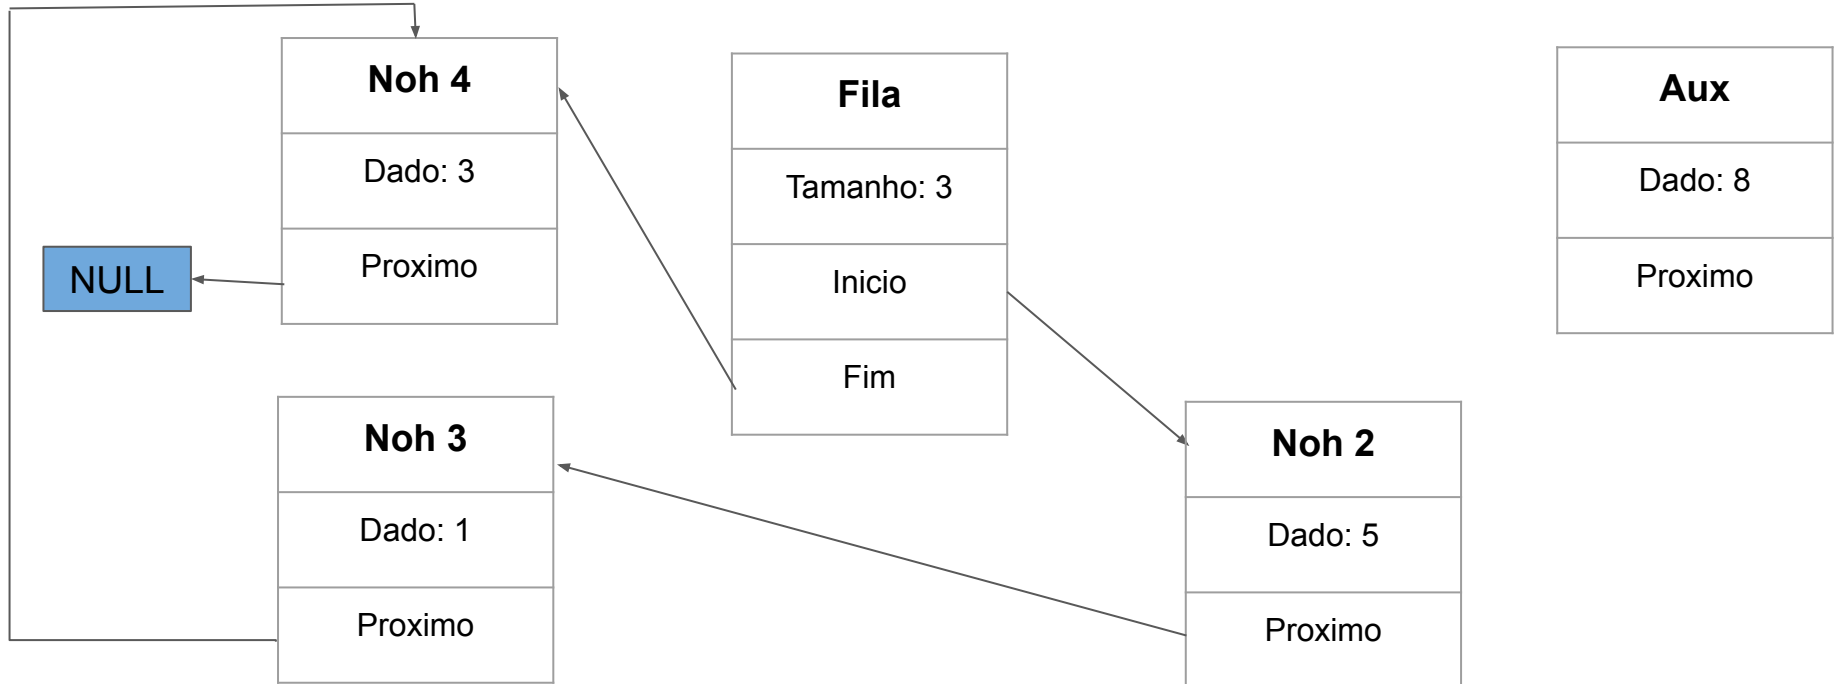 Noh 4
Dado: 3
Proximo
NULL
Fila
Tamanho: 3
Inicio
Fim
Aux
Dado: 8
Proximo
Noh 3
Dado: 1
Proximo
Noh 2
Dado: 5
Proximo